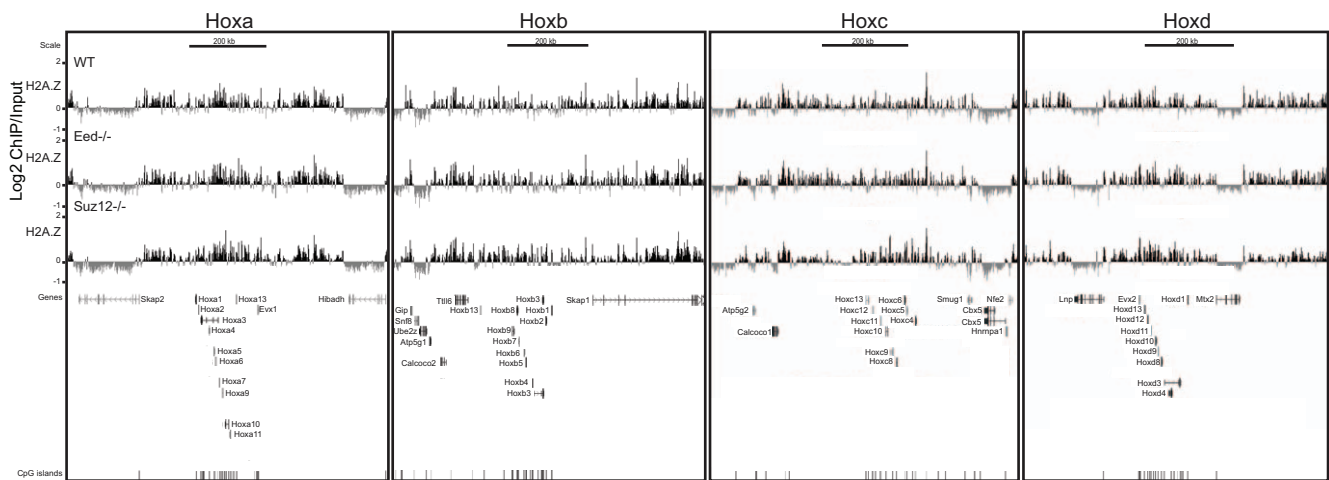 Hoxa Hoxb Hoxc Hoxd
Scale 200 kb 200 kb 200 kb 200 kb
Log2 ChIP/Input
2 WT
H2A.Z
0
-1
2 Eed-/-
H2A.Z
0
-1
2 Suz12-/-
H2A.Z
0
-1
Genes Skap2 Hoxa1 Hoxa13 Hibadh Ttll6 Hoxb3 Skap1 Hoxc13 Hoxc6 Smug1 Nfe2 Lnp Evx2 Hoxd1 Mtx2
Hoxa2 Evx1 Gip Hoxb13 Hoxb8 Hoxb1 Atp5g2 Hoxc12 Hoxc5 Cbx5 Hoxd13
Hoxa3 Snf8 Hoxb2 Hoxc11 Hoxc4 Cbx5 Hoxd12
Hoxa4 Ube2z Hoxb9 Calcoco1 Hoxc10 Hnrnpa1 Hoxd11
Atp5g1 Hoxb7 Hoxd10
Hoxa5 Hoxb6 Hoxc9 Hoxd9
Hoxa6 Calcoco2 Hoxb5 Hoxc8 Hoxd8
Hoxa7 Hoxb4 Hoxd3
Hoxa9 Hoxb3 Hoxd4
Hoxa10
Hoxa11
CpG islands